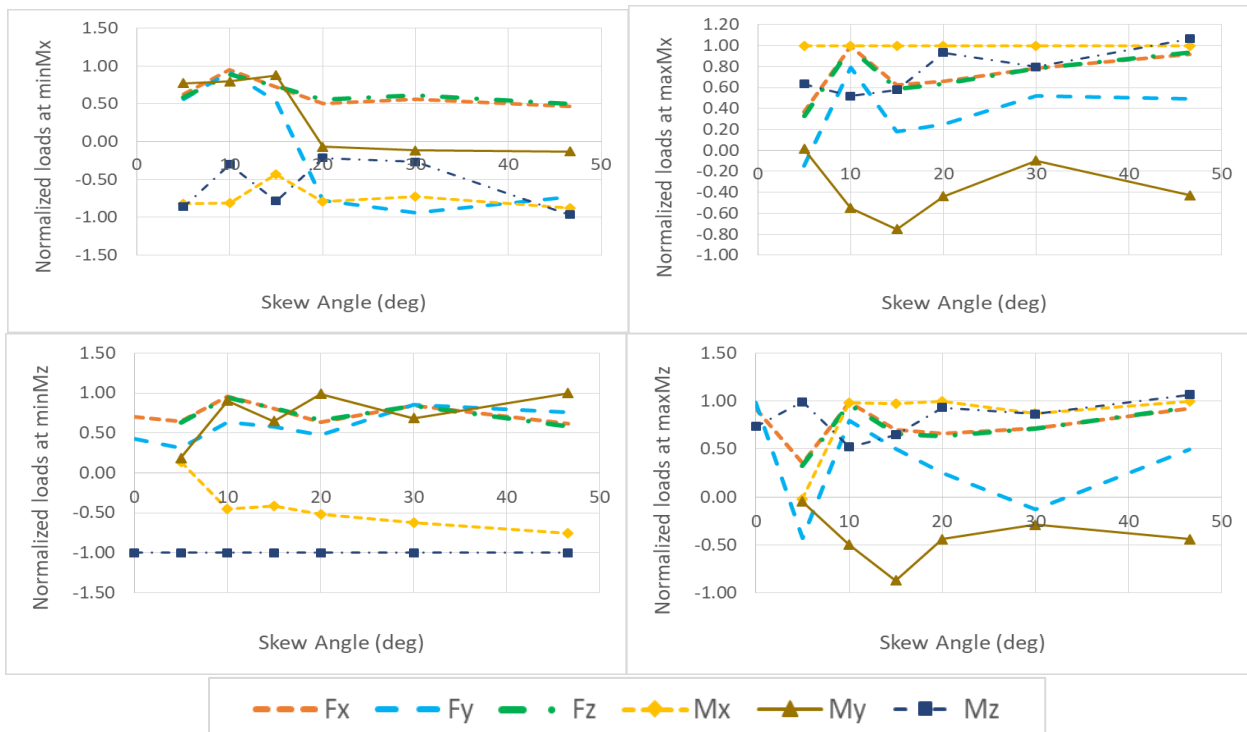 Normalized loads at minMx
1.50
1.00
0.50
0.00
-0.50
-1.00
-1.50
0 10 20 30 40 50
Skew Angle (deg)
Normalized loads at maxMx
1.20
1.00
0.80
0.60
0.40
0.20
0.00
-0.20
-0.40
-0.60
-0.80
-1.00
0 10 20 30 40 50
Skew Angle (deg)
Normalized loads at minMz
1.50
1.00
0.50
0.00
-0.50
-1.00
-1.50
0 10 20 30 40 50
Skew Angle (deg)
Normalized loads at maxMz
1.50
1.00
0.50
0.00
-0.50
-1.00
0 10 20 30 40 50
Skew Angle (deg)
Fx Fy Fz Mx My Mz